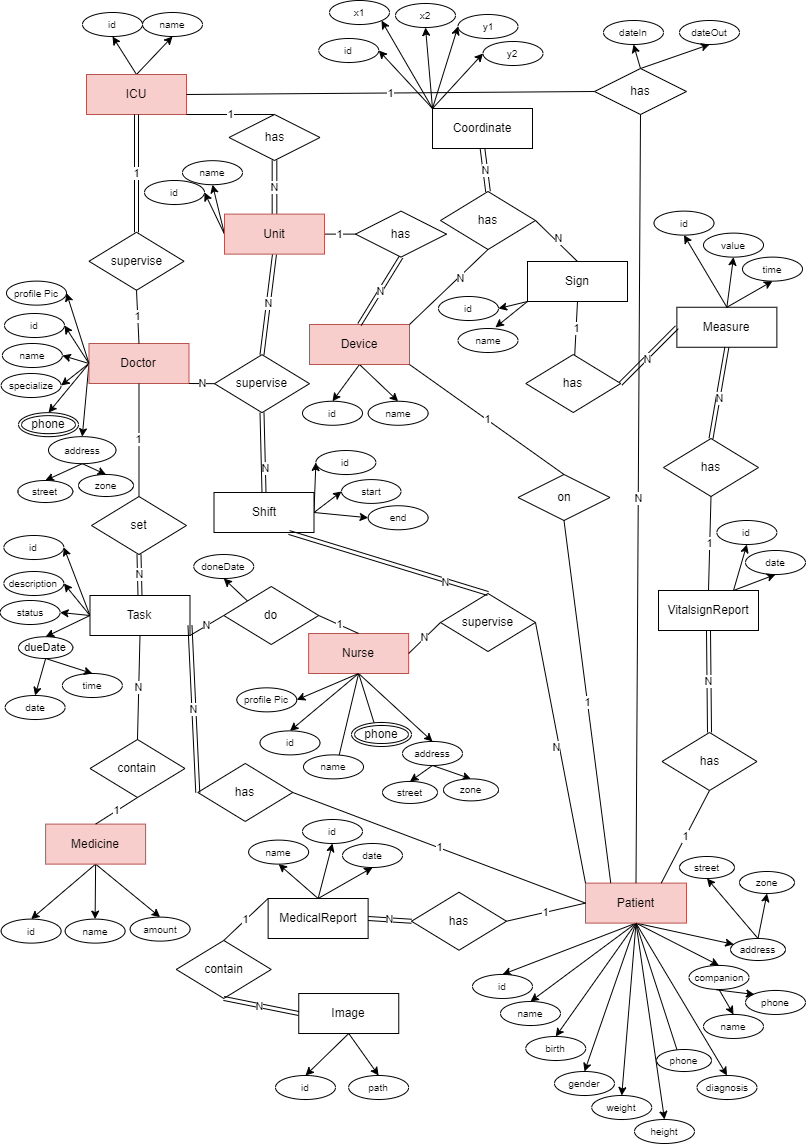 id
name
x1
x2
y1
y2
id
dateIn
dateOut
ICU
1
has
1
has
Coordinate
N
1
name
id
N
Unit
1
has
has
N
Sign
id
value
time
supervise
N
N
N
id
name
Measure
profile Pic
id
name
specialize
phone
address
street
zone
1
Doctor
N
supervise
Device
id
name
1
has
N
N
1
N
has
1
on
N
1
set
N
Shift
id
start
end
id
date
1
VitalsignReport
id
description
status
dueDate
date
time
N
Task
doneDate
N
do
1
Nurse
N
N
supervise
N
N
profile Pic
id
name
phone
address
street
zone
1
N
N
has
contain
1
has
1
1
Medicine
id
name
amount
name
id
date
MedicalReport
N
has
1
Patient
street
zone
address
1
contain
N
Image
id
path
id
name
birth
gender
weight
height
phone
companion
phone
name
diagnosis